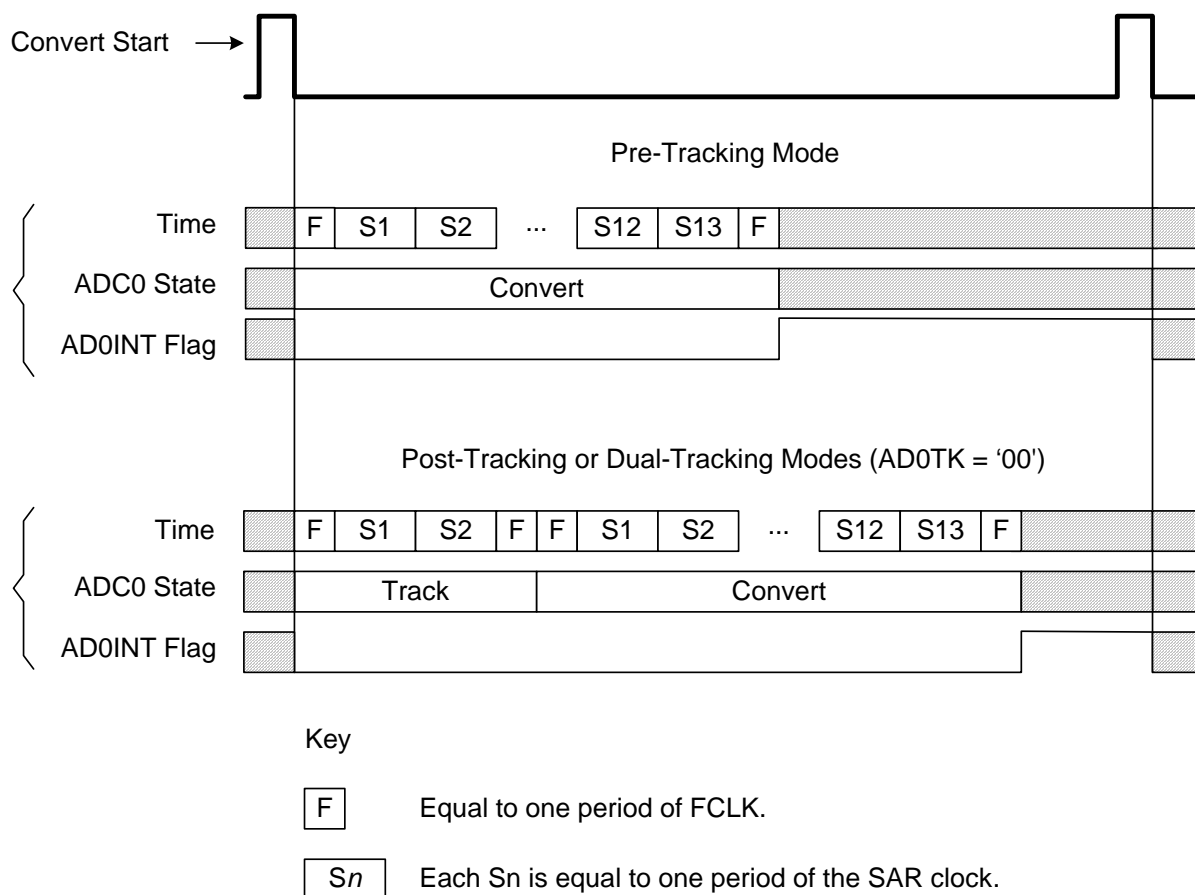 Convert Start
Pre-Tracking Mode
Time F S1 S2 ... S12 S13 F
ADC0 State Convert
AD0INT Flag
Post-Tracking or Dual-Tracking Modes (AD0TK = ‘00')
Time F S1 S2 F F S1 S2 ... S12 S13 F
ADC0 State Track Convert
AD0INT Flag
Key
F Equal to one period of FCLK.
Sn Each Sn is equal to one period of the SAR clock.